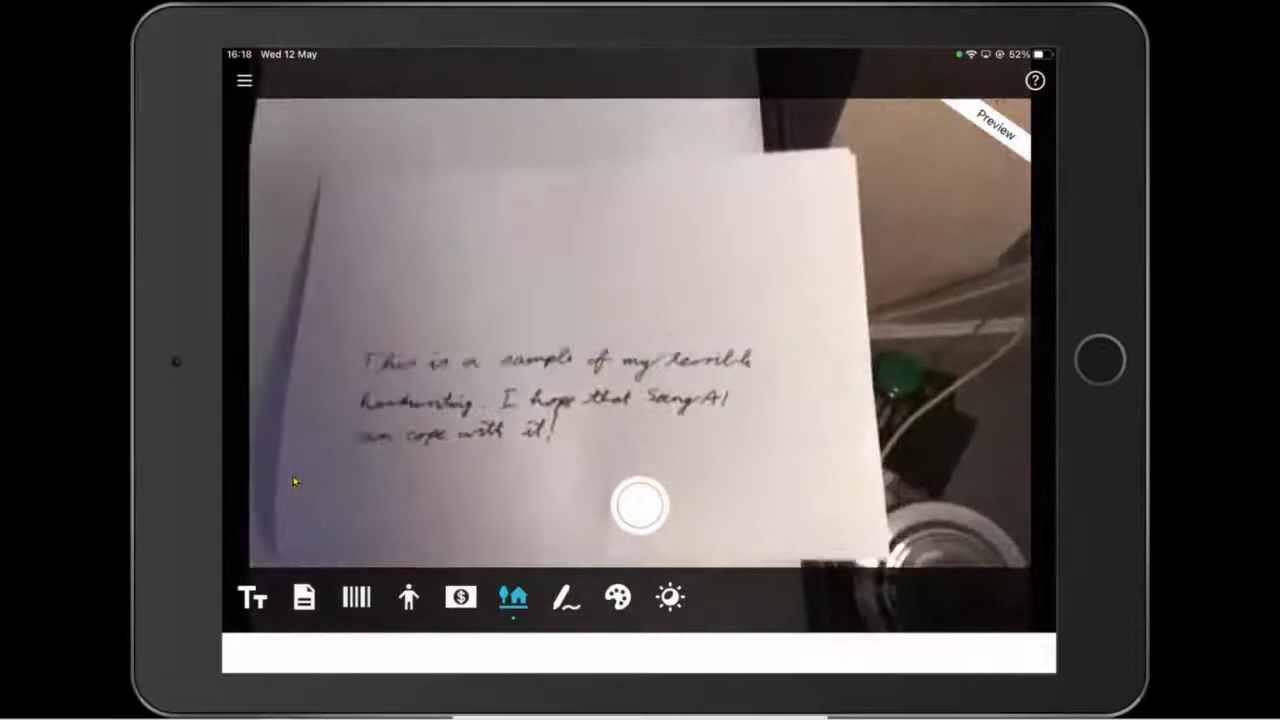 16:18 Wed 12 May
52%
?
Preview
This is a sample of my terrible
handwriting. I hope that Seeing AI
can cope with it!
TT
$